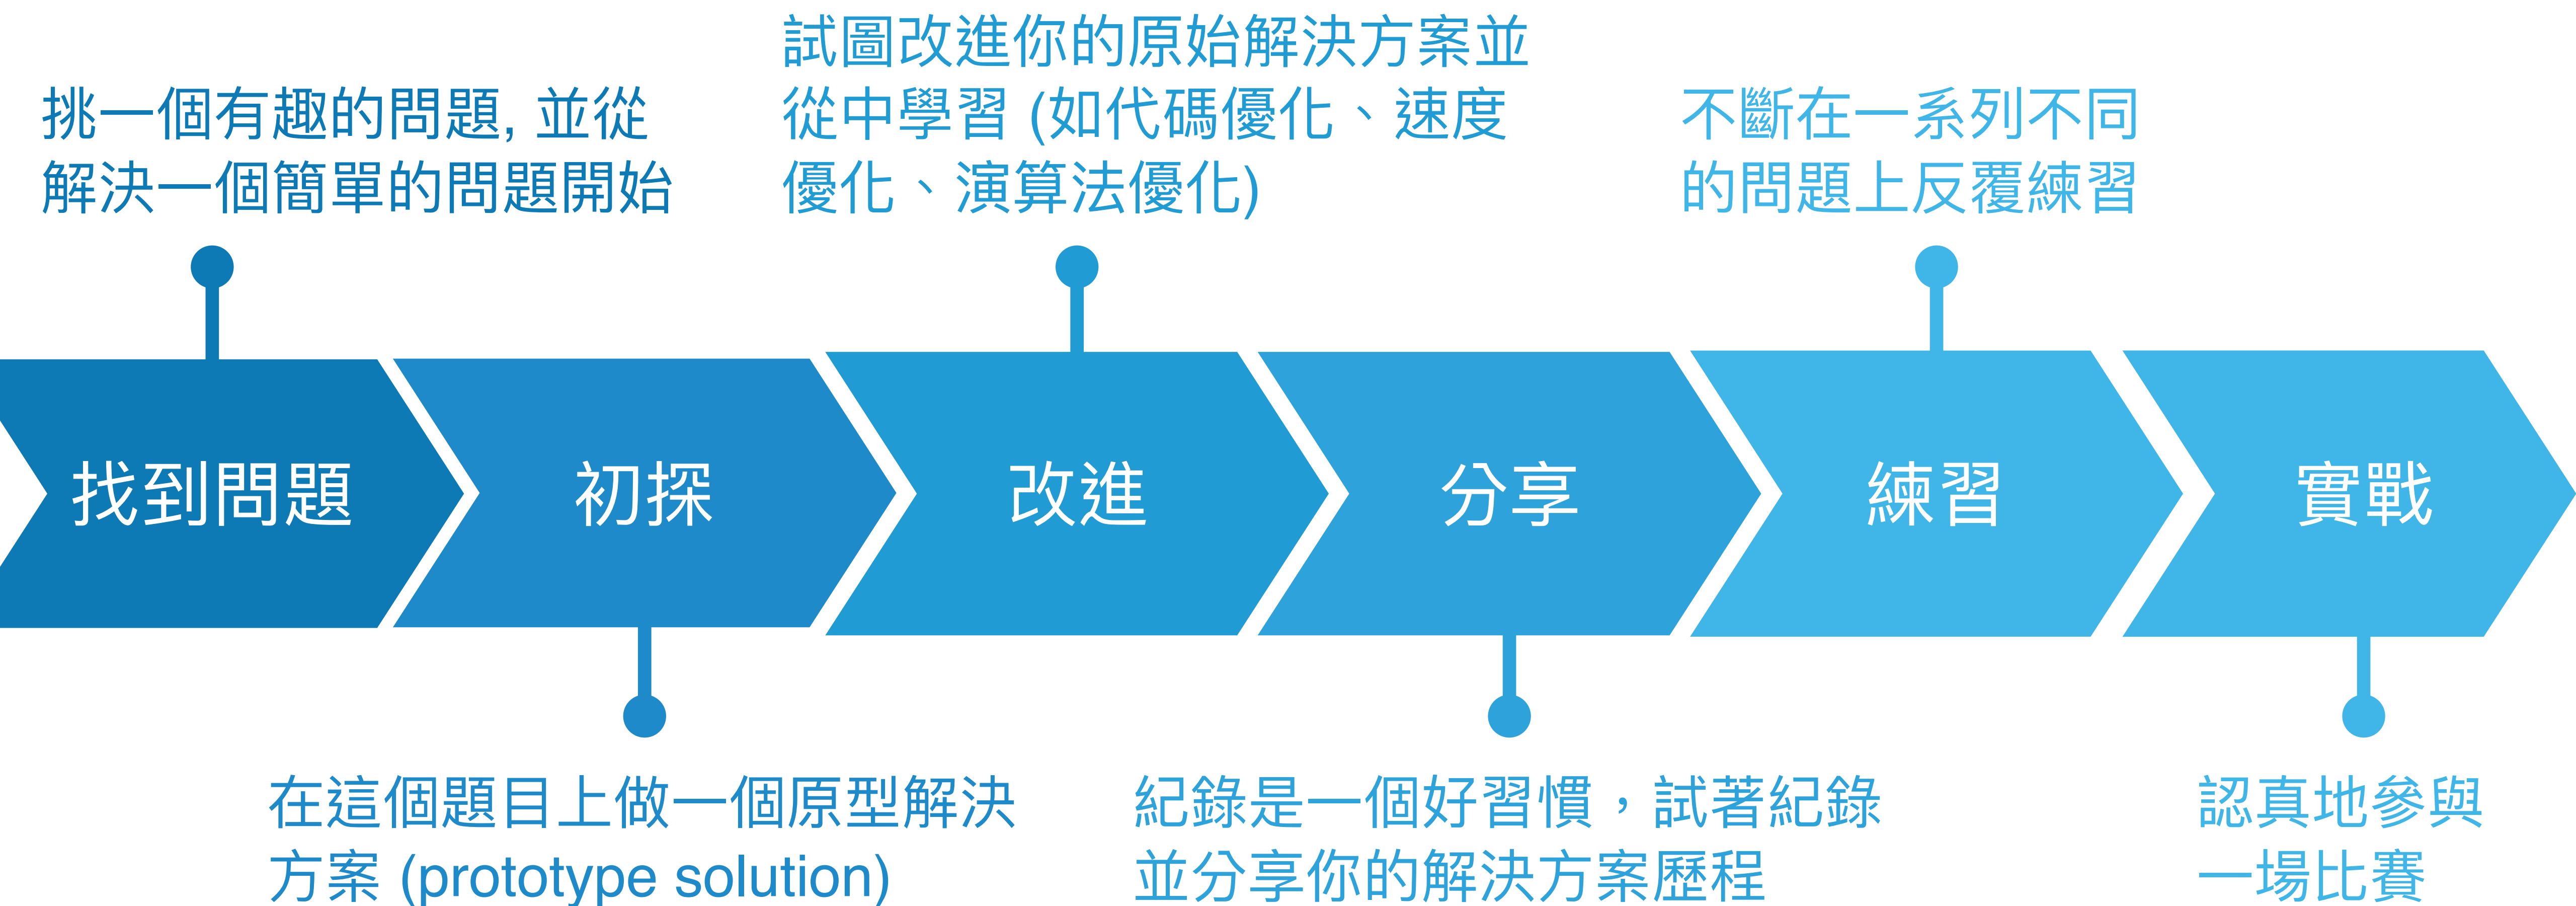 挑一個有趣的問題, 並從
解決一個簡單的問題開始
試圖改進你的原始解決方案並
從中學習 (如代碼優化、速度
優化、演算法優化)
不斷在一系列不同
的問題上反覆練習
找到問題
初探
改進
分享
練習
實戰
在這個題目上做一個原型解決
方案 (prototype solution)
紀錄是一個好習慣，試著紀錄
並分享你的解決方案歷程
認真地參與
一場比賽